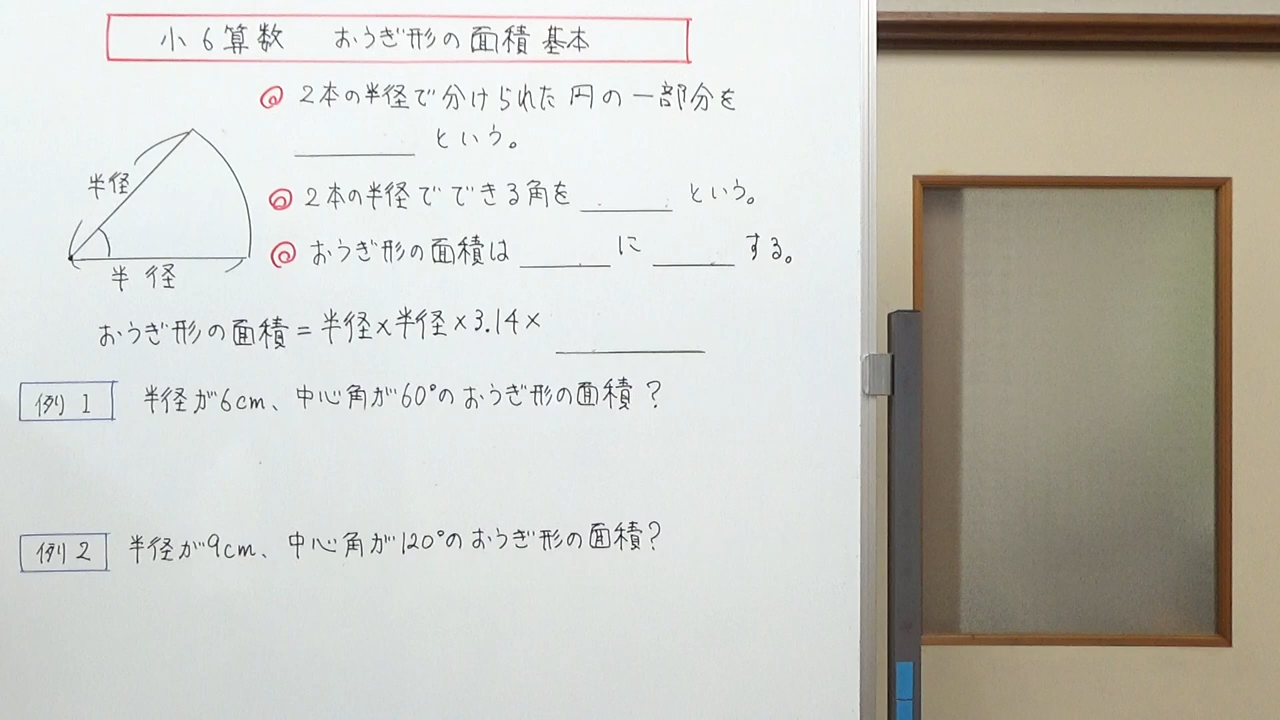 小6算数 おうぎ形の面積 基本
◎ 2本の半径で分けられた円の一部分を
______ という。
半径
◎ 2本の半径でできる角を ______ という。
◎ おうぎ形の面積は ______ に ______ する。
半径
おうぎ形の面積=半径×半径×3.14× ______
例1 半径が6cm、中心角が60°のおうぎ形の面積?
例2 半径が9cm、中心角が120°のおうぎ形の面積?